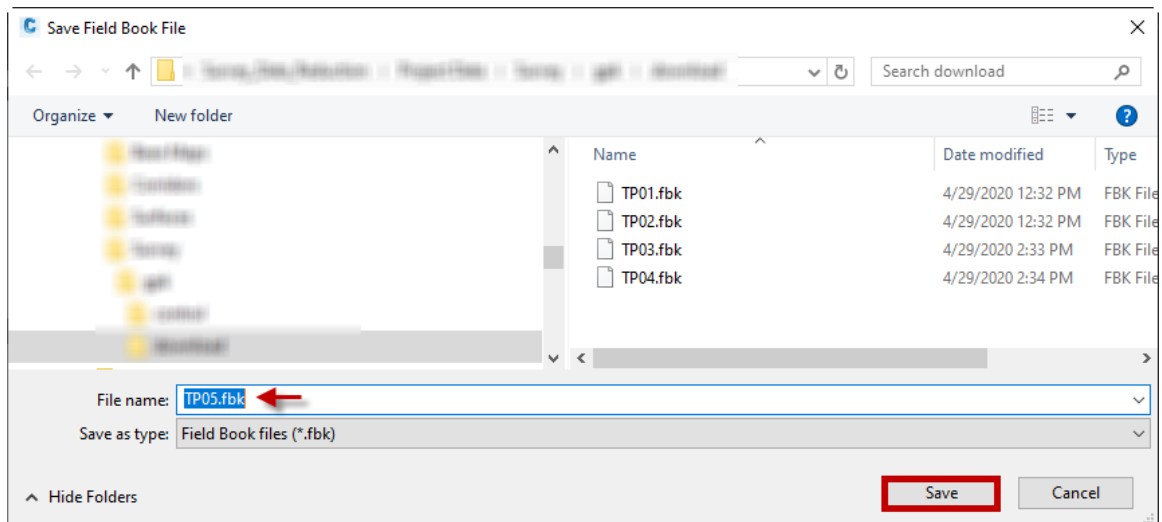 Save Field Book File
Search download
Organize New folder
Name Date modified Type
TP01.fbk 4/29/2020 12:32 PM FBK File
TP02.fbk 4/29/2020 12:32 PM FBK File
TP03.fbk 4/29/2020 2:33 PM FBK File
TP04.fbk 4/29/2020 2:34 PM FBK File
File name: TP05.fbk
Save as type: Field Book files (*.fbk)
Hide Folders Save Cancel